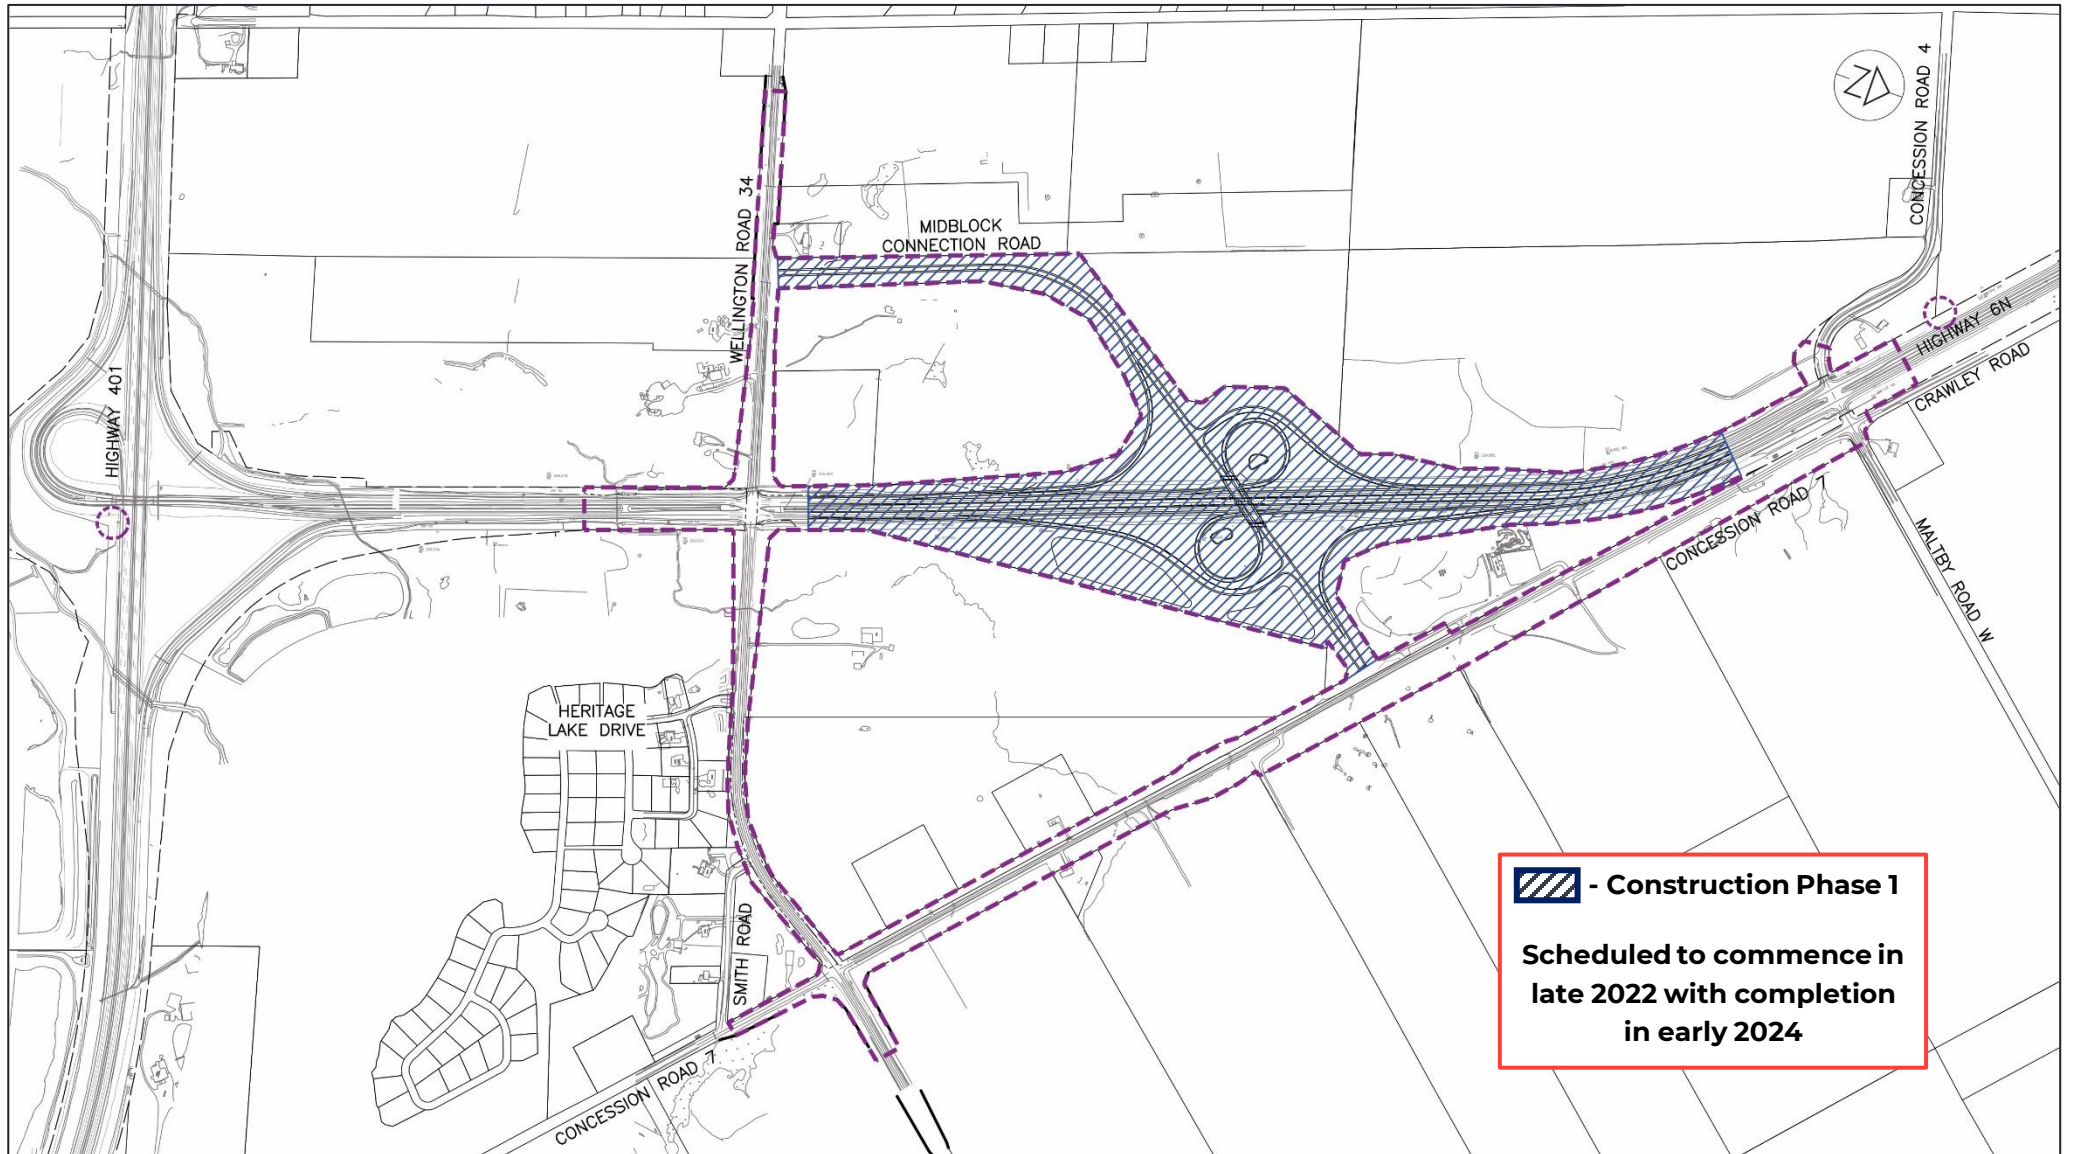 CONCESSION ROAD 4
WELLINGTON ROAD 34
MIDBLOCK
CONNECTION ROAD
HIGHWAY 6N
CRAWLEY ROAD
HIGHWAY 401
CONCESSION ROAD 7
MALTBY ROAD W
HERITAGE
LAKE DRIVE
SMITH ROAD
CONCESSION ROAD 7
- Construction Phase 1
Scheduled to commence in
late 2022 with completion
in early 2024